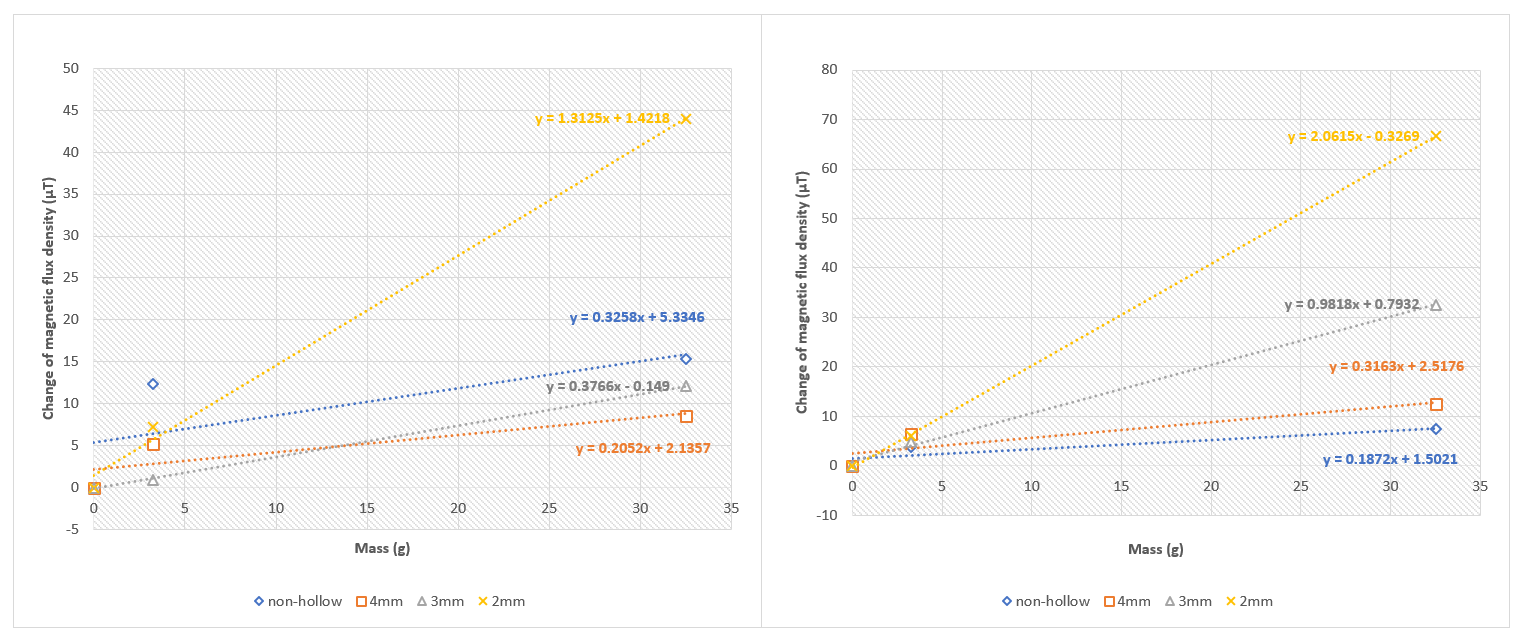 50
45
40
35
30
25
20
15
10
5
0
-5
0 5 10 15 20 25 30 35
Change of magnetic flux density (µT)
Mass (g)
y = 1.3125x + 1.4218
y = 0.3258x + 5.3346
y = 0.3766x - 0.149
y = 0.2052x + 2.1357
non-hollow 4mm 3mm 2mm
80
70
60
50
40
30
20
10
0
-10
0 5 10 15 20 25 30 35
Change of magnetic flux density (µT)
Mass (g)
y = 2.0615x - 0.3269
y = 0.9818x + 0.7932
y = 0.3163x + 2.5176
y = 0.1872x + 1.5021
non-hollow 4mm 3mm 2mm